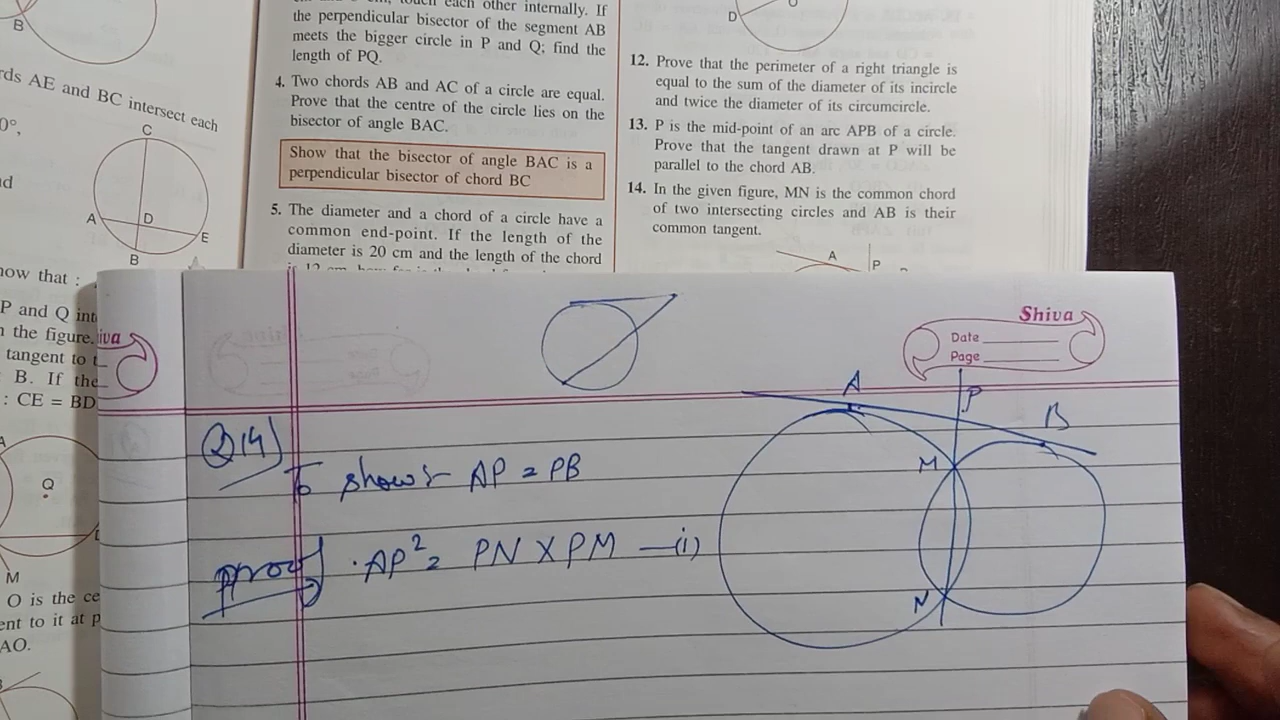 B
rds AE and BC intersect each
0°,
C
A
D
E
B
now that :
P and Q int
n the figure.
tangent to t
B. If the
: CE = BD
A
Q
M
O is the ce
ent to it at p
AO.
touch each other internally. If
the perpendicular bisector of the segment AB
meets the bigger circle in P and Q; find the
length of PQ.
4. Two chords AB and AC of a circle are equal.
Prove that the centre of the circle lies on the
bisector of angle BAC.
Show that the bisector of angle BAC is a
perpendicular bisector of chord BC
5. The diameter and a chord of a circle have a
common end-point. If the length of the
diameter is 20 cm and the length of the chord
D
O
12. Prove that the perimeter of a right triangle is
equal to the sum of the diameter of its incircle
and twice the diameter of its circumcircle.
13. P is the mid-point of an arc APB of a circle.
Prove that the tangent drawn at P will be
parallel to the chord AB.
14. In the given figure, MN is the common chord
of two intersecting circles and AB is their
common tangent.
A
P
iva
Shiva
Date
Page
Q14)
To show:- AP = PB
proof . AP² = PN X PM —(i)
A
P
B
M
N